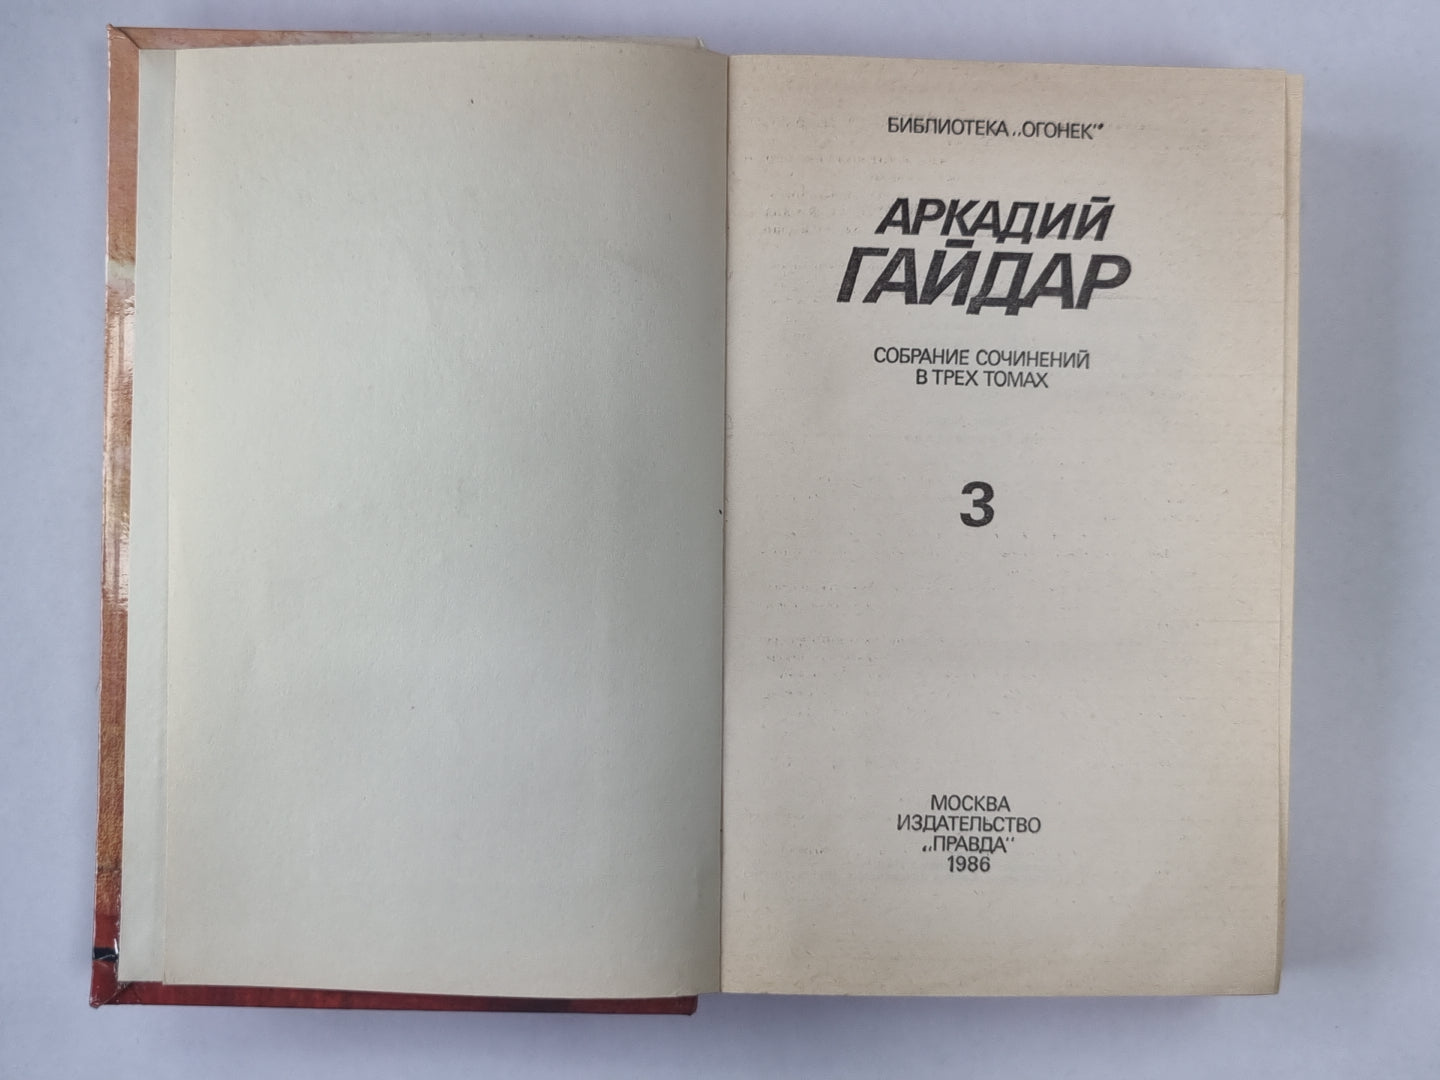 БИБЛИОТЕКА „ОГОНЕК“
АРКАДИЙ
ГАЙДАР
СОБРАНИЕ СОЧИНЕНИЙ
В ТРЕХ ТОМАХ
3
МОСКВА
ИЗДАТЕЛЬСТВО
„ПРАВДА“
1986